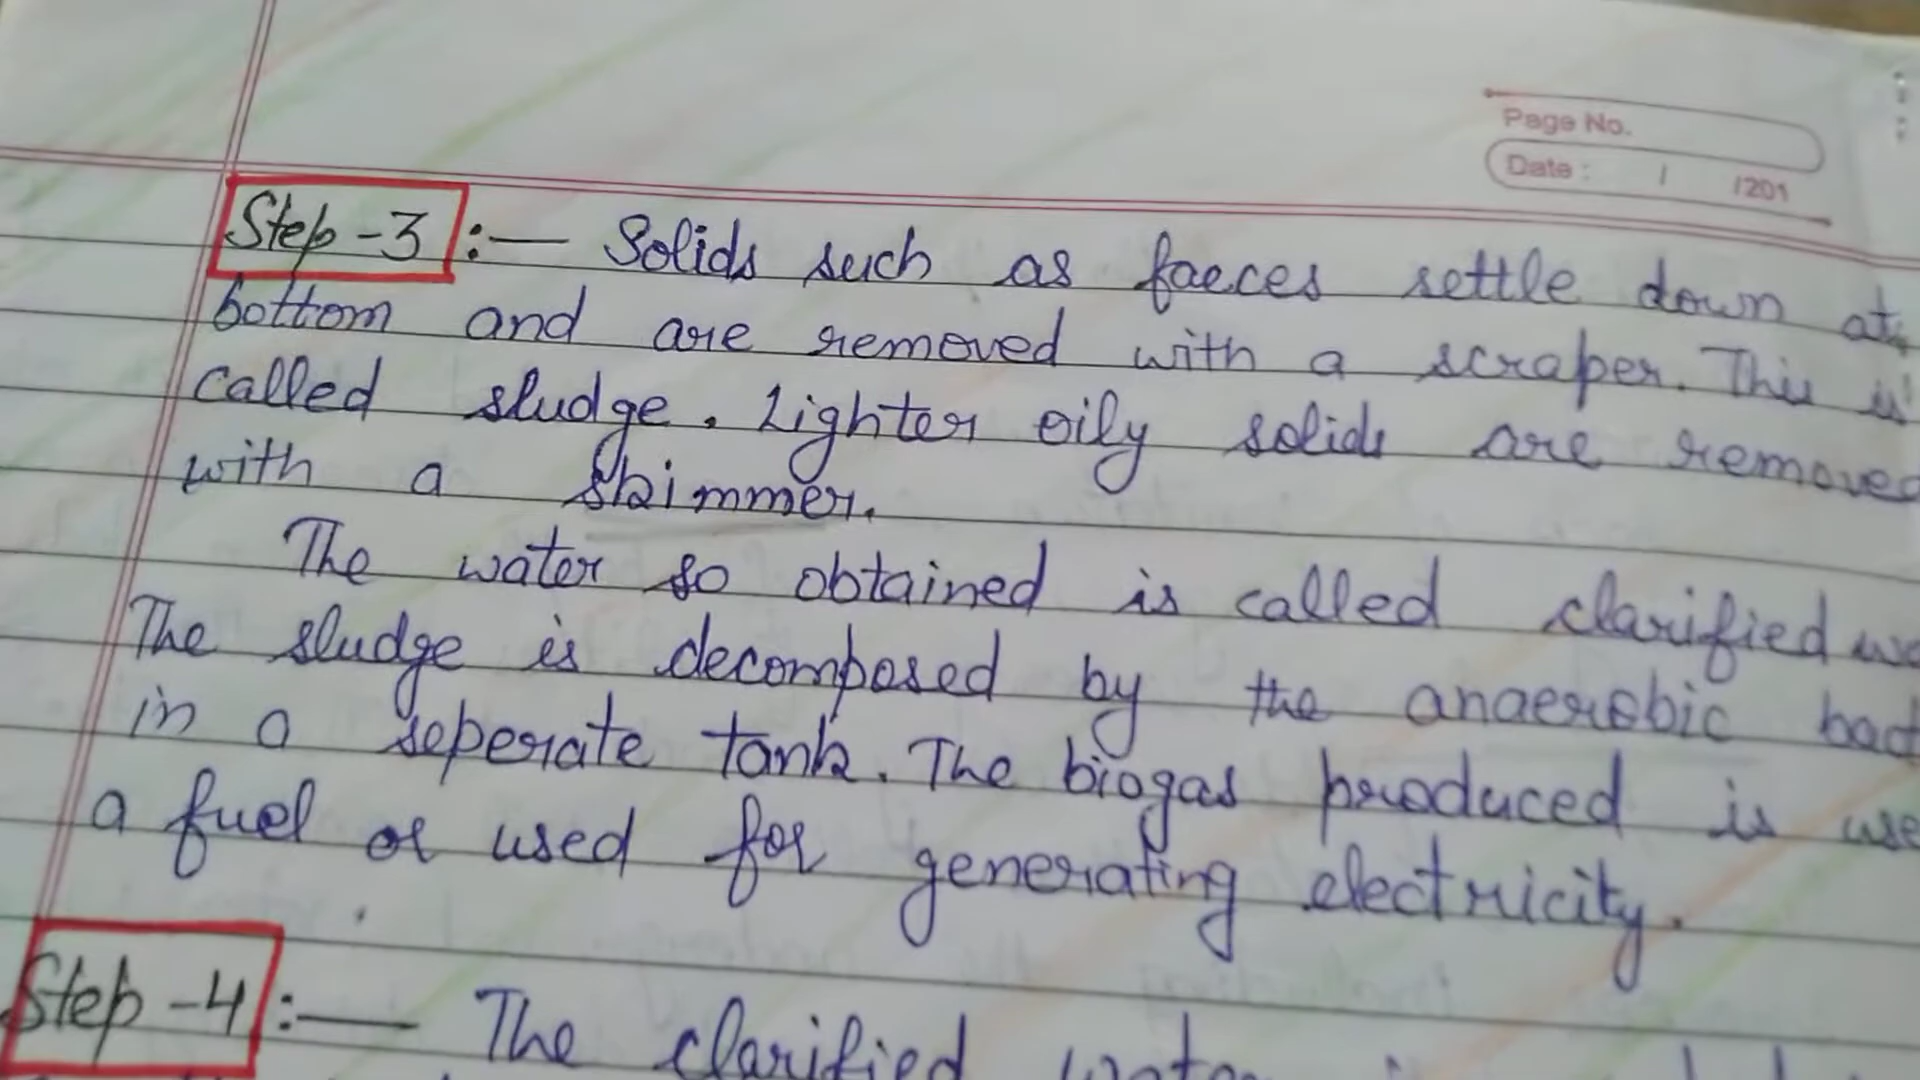 Page No.
Date : / /201
Step-3 :— Solids such as faeces settle down at
bottom and are removed with a scraper. This is
called sludge. Lighter oily solids are removed
with a skimmer.
The water so obtained is called clarified
The sludge is decomposed by the anaerobic
in a seperate tank. The biogas produced is
a fuel or used for generating electricity.
Step-4 :— The clarified water